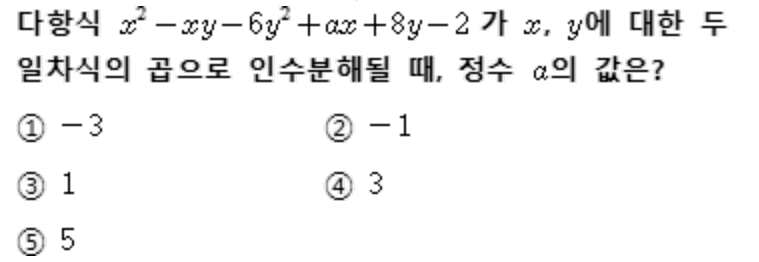 다항식 x² − xy − 6y² + ax + 8y − 2 가 x, y에 대한 두
일차식의 곱으로 인수분해될 때, 정수 a의 값은?
① −3 ② −1
③ 1 ④ 3
⑤ 5